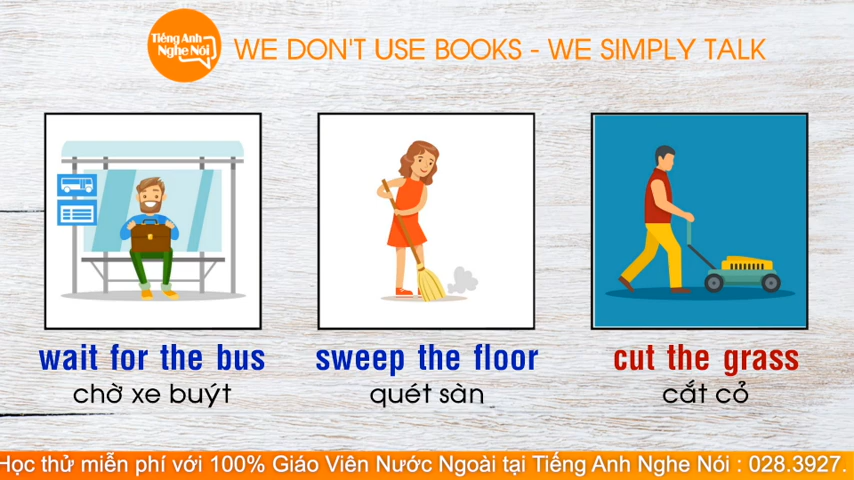 Tiếng Anh
Nghe Nói
WE DON'T USE BOOKS - WE SIMPLY TALK
wait for the bus
chờ xe buýt
sweep the floor
quét sàn
cut the grass
cắt cỏ
Học thử miễn phí với 100% Giáo Viên Nước Ngoài tại Tiếng Anh Nghe Nói : 028.3927.